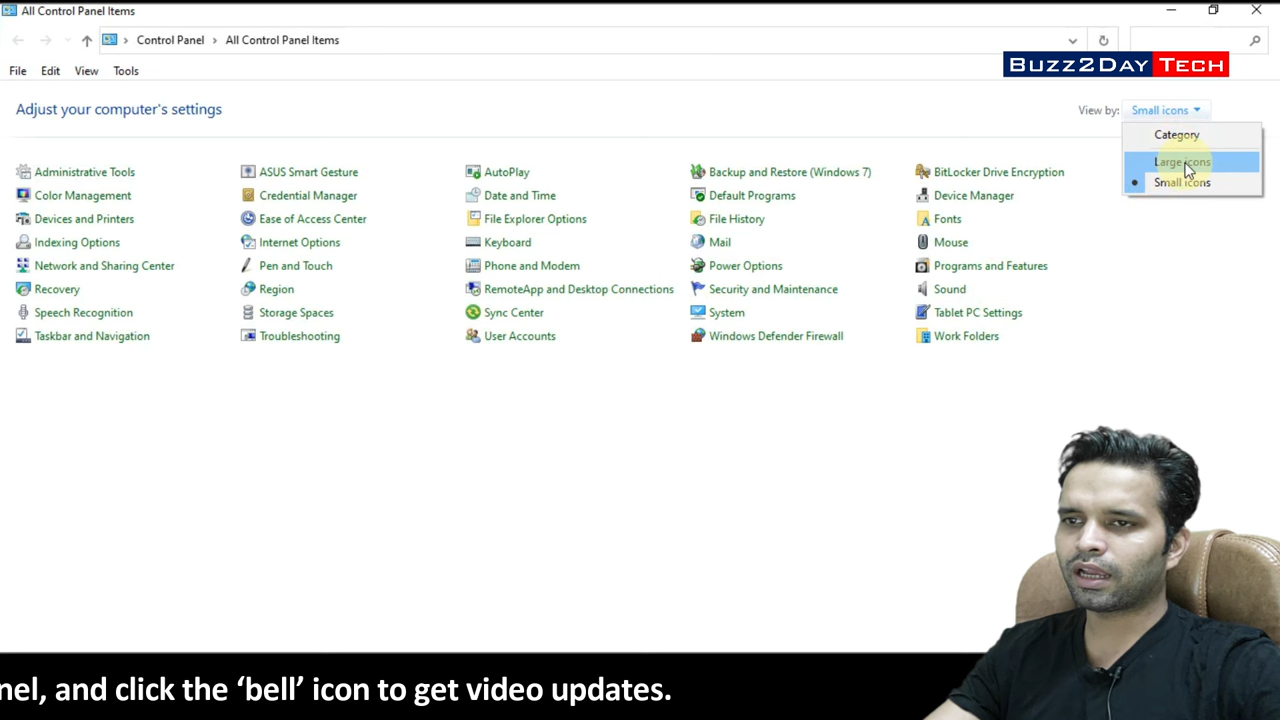 All Control Panel Items
Control Panel › All Control Panel Items
File Edit View Tools
BUZZ2DAY TECH
Adjust your computer's settings
View by: Small icons
Category
Large icons
Small icons
Administrative Tools ASUS Smart Gesture AutoPlay Backup and Restore (Windows 7) BitLocker Drive Encryption
Color Management Credential Manager Date and Time Default Programs Device Manager
Devices and Printers Ease of Access Center File Explorer Options File History Fonts
Indexing Options Internet Options Keyboard Mail Mouse
Network and Sharing Center Pen and Touch Phone and Modem Power Options Programs and Features
Recovery Region RemoteApp and Desktop Connections Security and Maintenance Sound
Speech Recognition Storage Spaces Sync Center System Tablet PC Settings
Taskbar and Navigation Troubleshooting User Accounts Windows Defender Firewall Work Folders
nel, and click the ‘bell’ icon to get video updates.